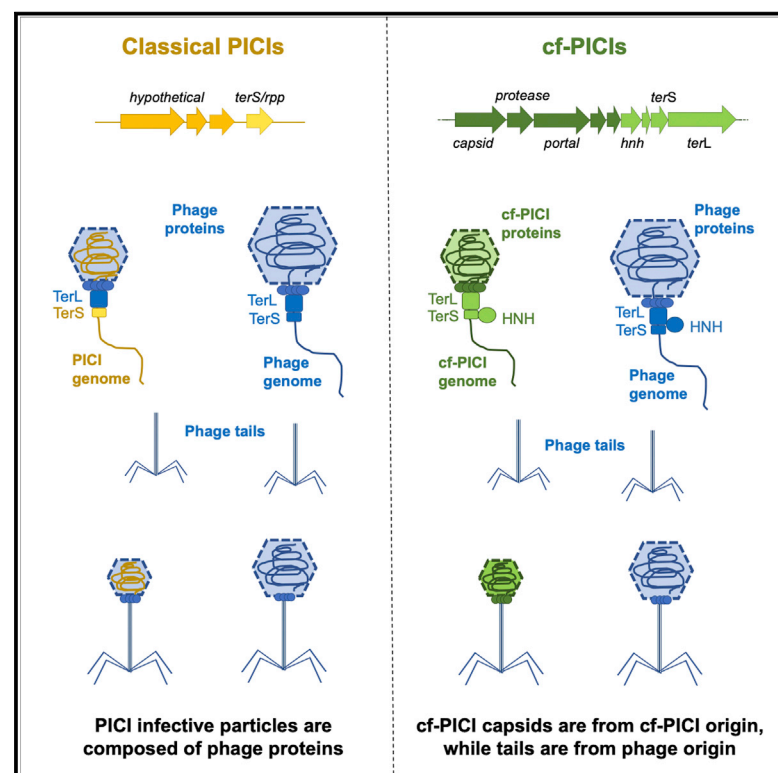 Classical PICIs
hypothetical
terS/rpp
Phage
proteins
TerL
TerS
PICI
genome
Phage
genome
Phage tails
PICI infective particles are
composed of phage proteins
cf-PICIs
protease
terS
capsid
portal
hnh
terL
cf-PICI
proteins
Phage
proteins
TerL
TerS
HNH
TerL
TerS
HNH
cf-PICI
genome
Phage
genome
Phage tails
cf-PICI capsids are from cf-PICI origin,
while tails are from phage origin